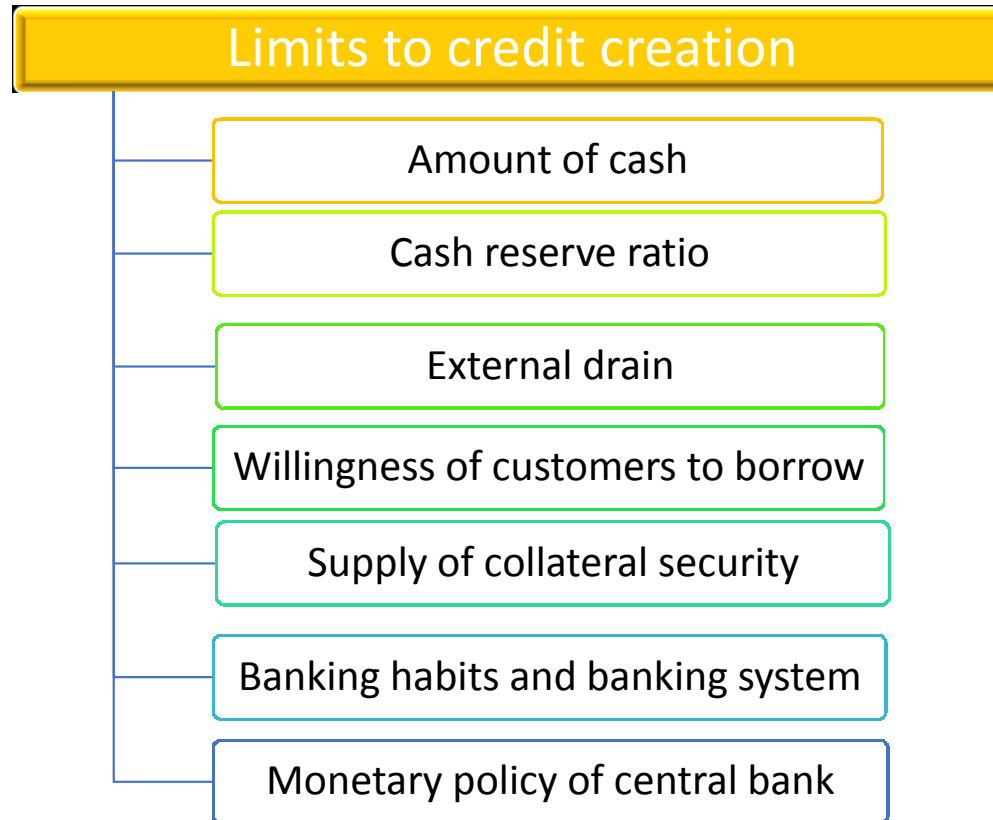 Limits to credit creation
Amount of cash
Cash reserve ratio
External drain
Willingness of customers to borrow
Supply of collateral security
Banking habits and banking system
Monetary policy of central bank